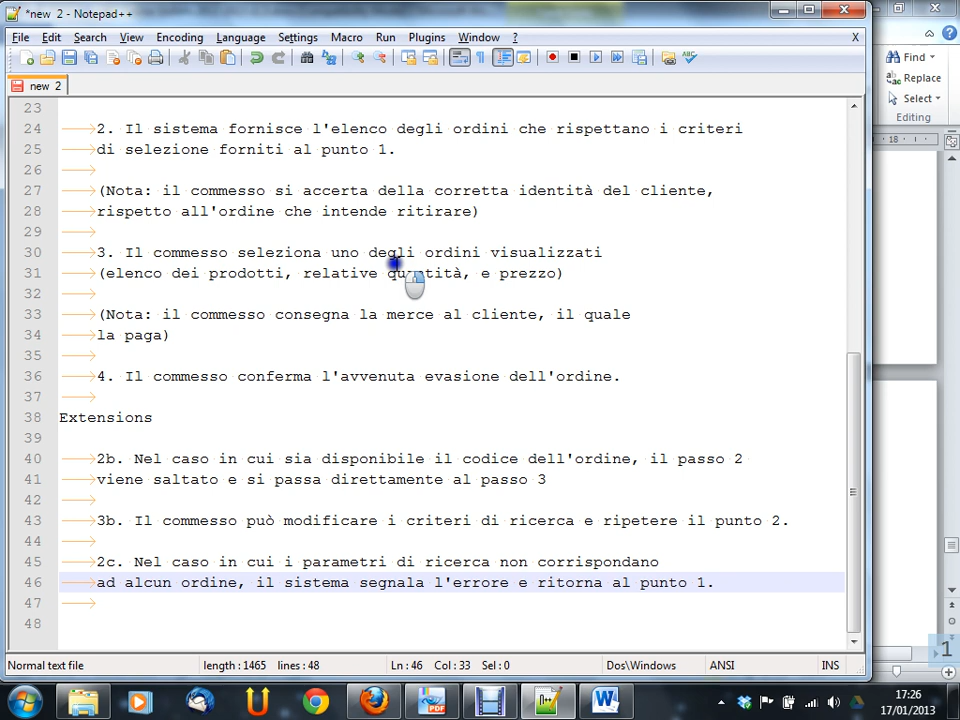 *new 2 - Notepad++
File Edit Search View Encoding Language Settings Macro Run Plugins Window ? X
new 2
Find
Replace
Select
Editing
18
23
24 2. Il sistema fornisce l'elenco degli ordini che rispettano i criteri
25 di selezione forniti al punto 1.
26
27 (Nota: il commesso si accerta della corretta identità del cliente,
28 rispetto all'ordine che intende ritirare)
29
30 3. Il commesso seleziona uno degli ordini visualizzati
31 (elenco dei prodotti, relative quantità, e prezzo)
32
33 (Nota: il commesso consegna la merce al cliente, il quale
34 la paga)
35
36 4. Il commesso conferma l'avvenuta evasione dell'ordine.
37
38 Extensions
39
40 2b. Nel caso in cui sia disponibile il codice dell'ordine, il passo 2
41 viene saltato e si passa direttamente al passo 3
42
43 3b. Il commesso può modificare i criteri di ricerca e ripetere il punto 2.
44
45 2c. Nel caso in cui i parametri di ricerca non corrispondano
46 ad alcun ordine, il sistema segnala l'errore e ritorna al punto 1.
47
48
1
Normal text file length : 1465 lines : 48 Ln : 46 Col : 33 Sel : 0 Dos\Windows ANSI INS
PDF
17:26
17/01/2013